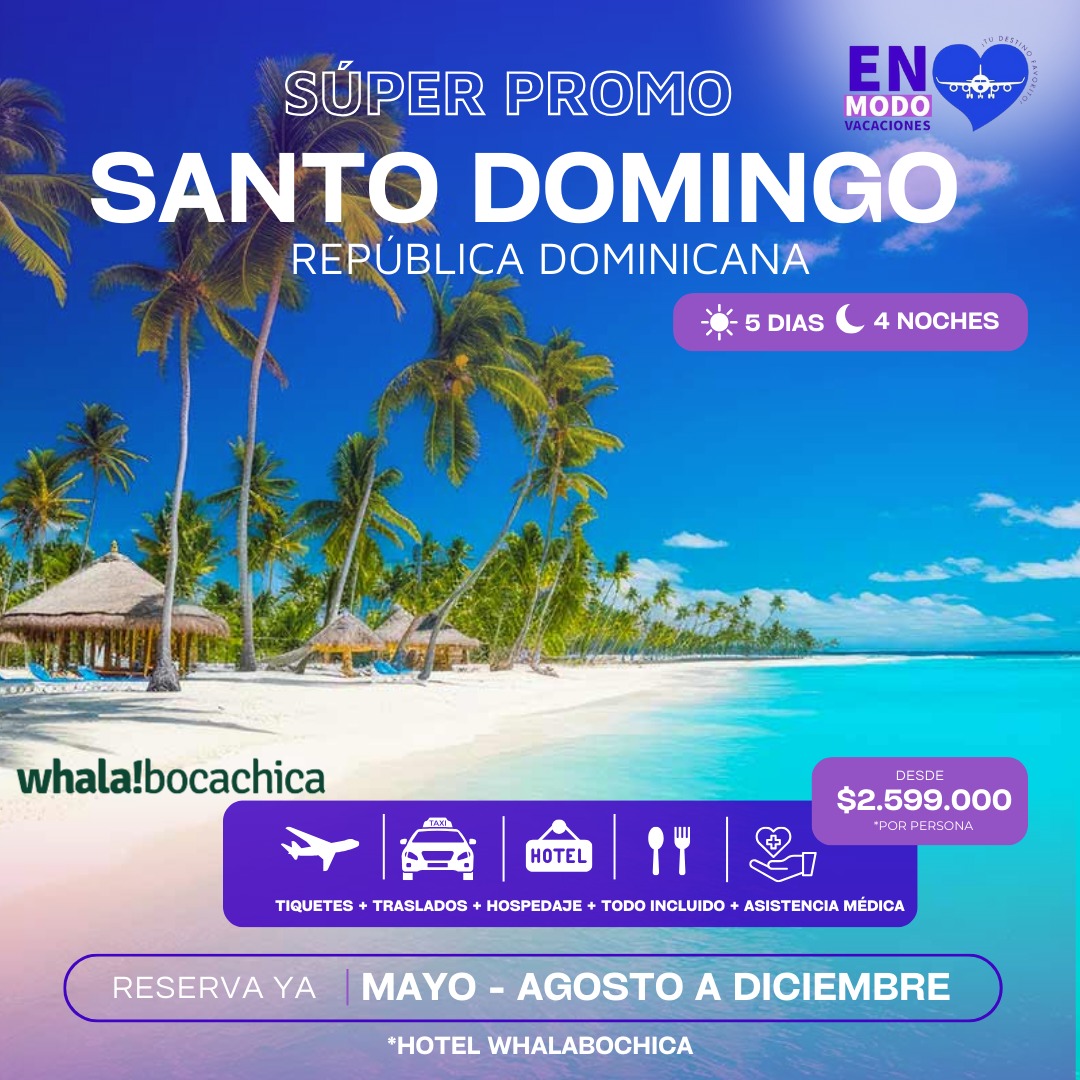 SÚPER PROMO
EN
MODO
VACACIONES
¡TU DESTINO FAVORITO!
SANTO DOMINGO
REPÚBLICA DOMINICANA
5 DIAS 4 NOCHES
whala!bocachica
DESDE
$2.599.000
*POR PERSONA
TAXI
HOTEL
TIQUETES + TRASLADOS + HOSPEDAJE + TODO INCLUIDO + ASISTENCIA MÉDICA
RESERVA YA | MAYO - AGOSTO A DICIEMBRE
*HOTEL WHALABOCHICA